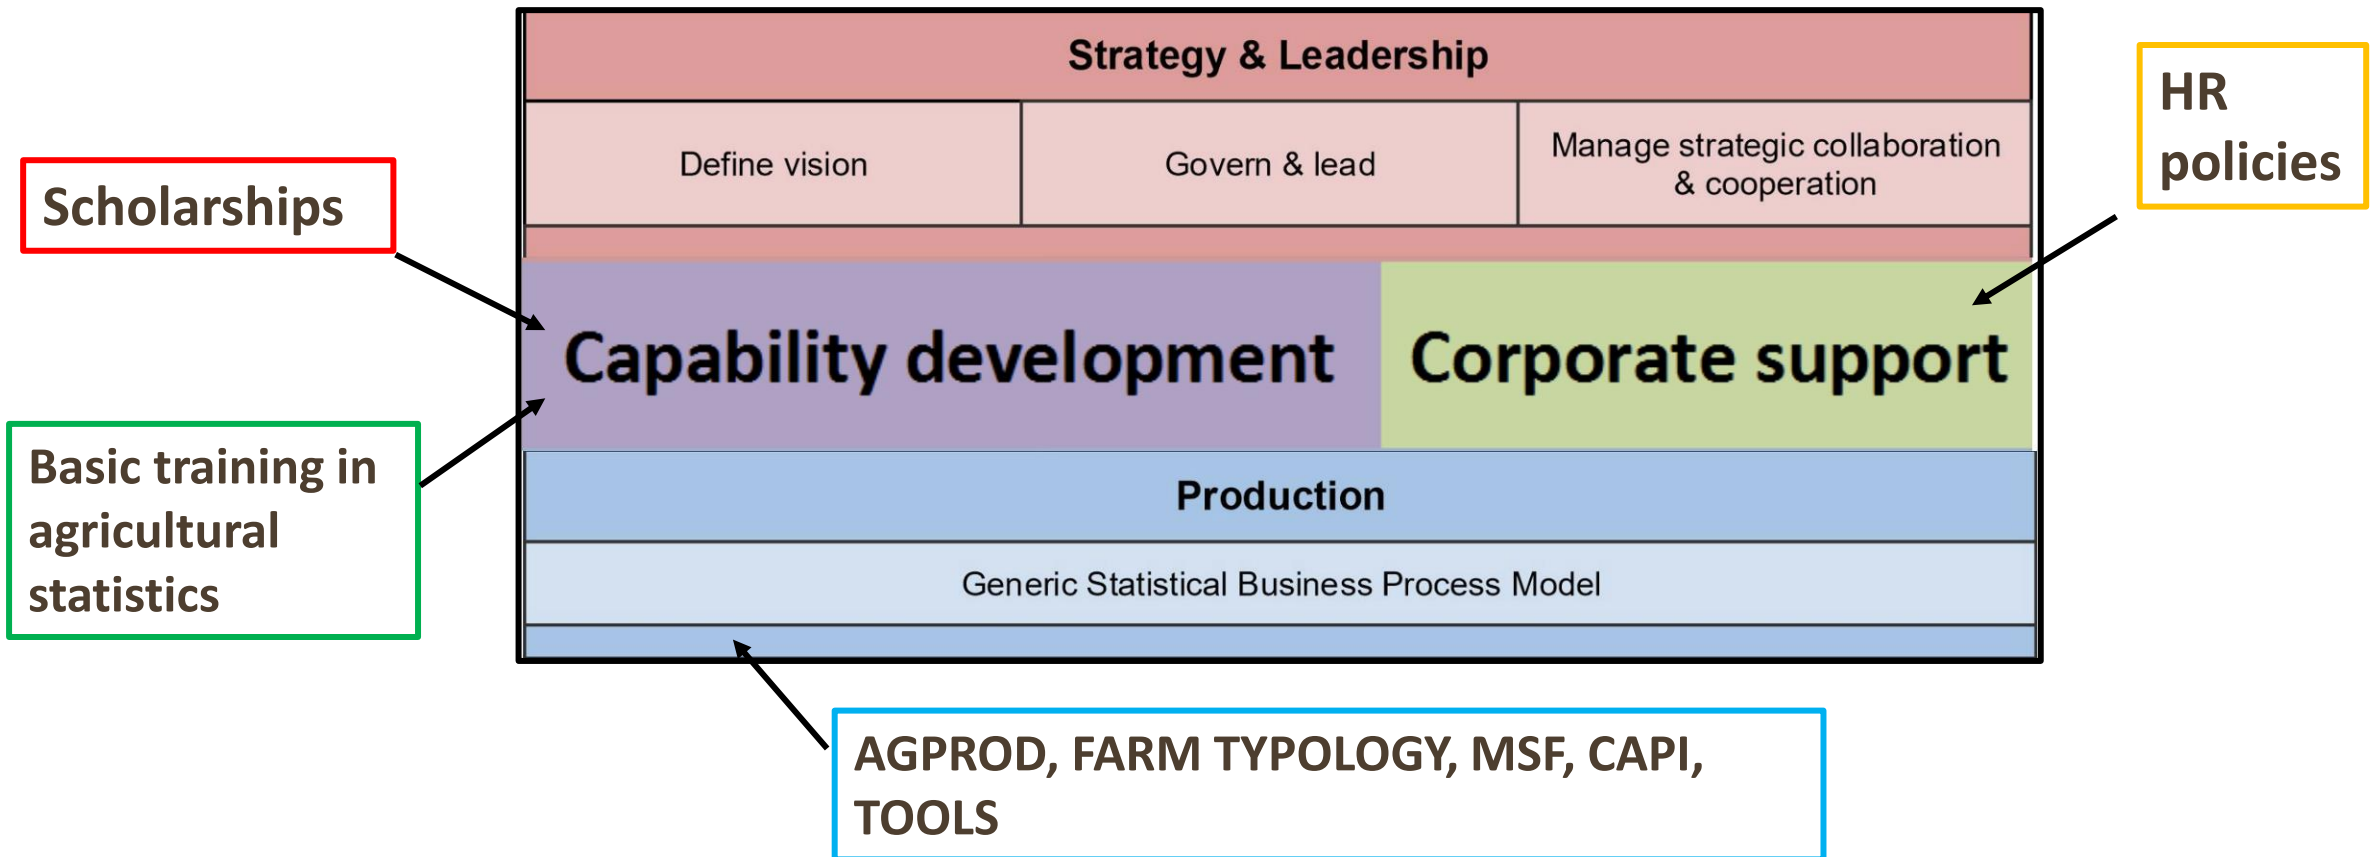 Strategy & Leadership
Define vision
Govern & lead
Manage strategic collaboration
& cooperation
HR
policies
Scholarships
Capability development
Corporate support
Basic training in
agricultural
statistics
Production
Generic Statistical Business Process Model
AGPROD, FARM TYPOLOGY, MSF, CAPI,
TOOLS